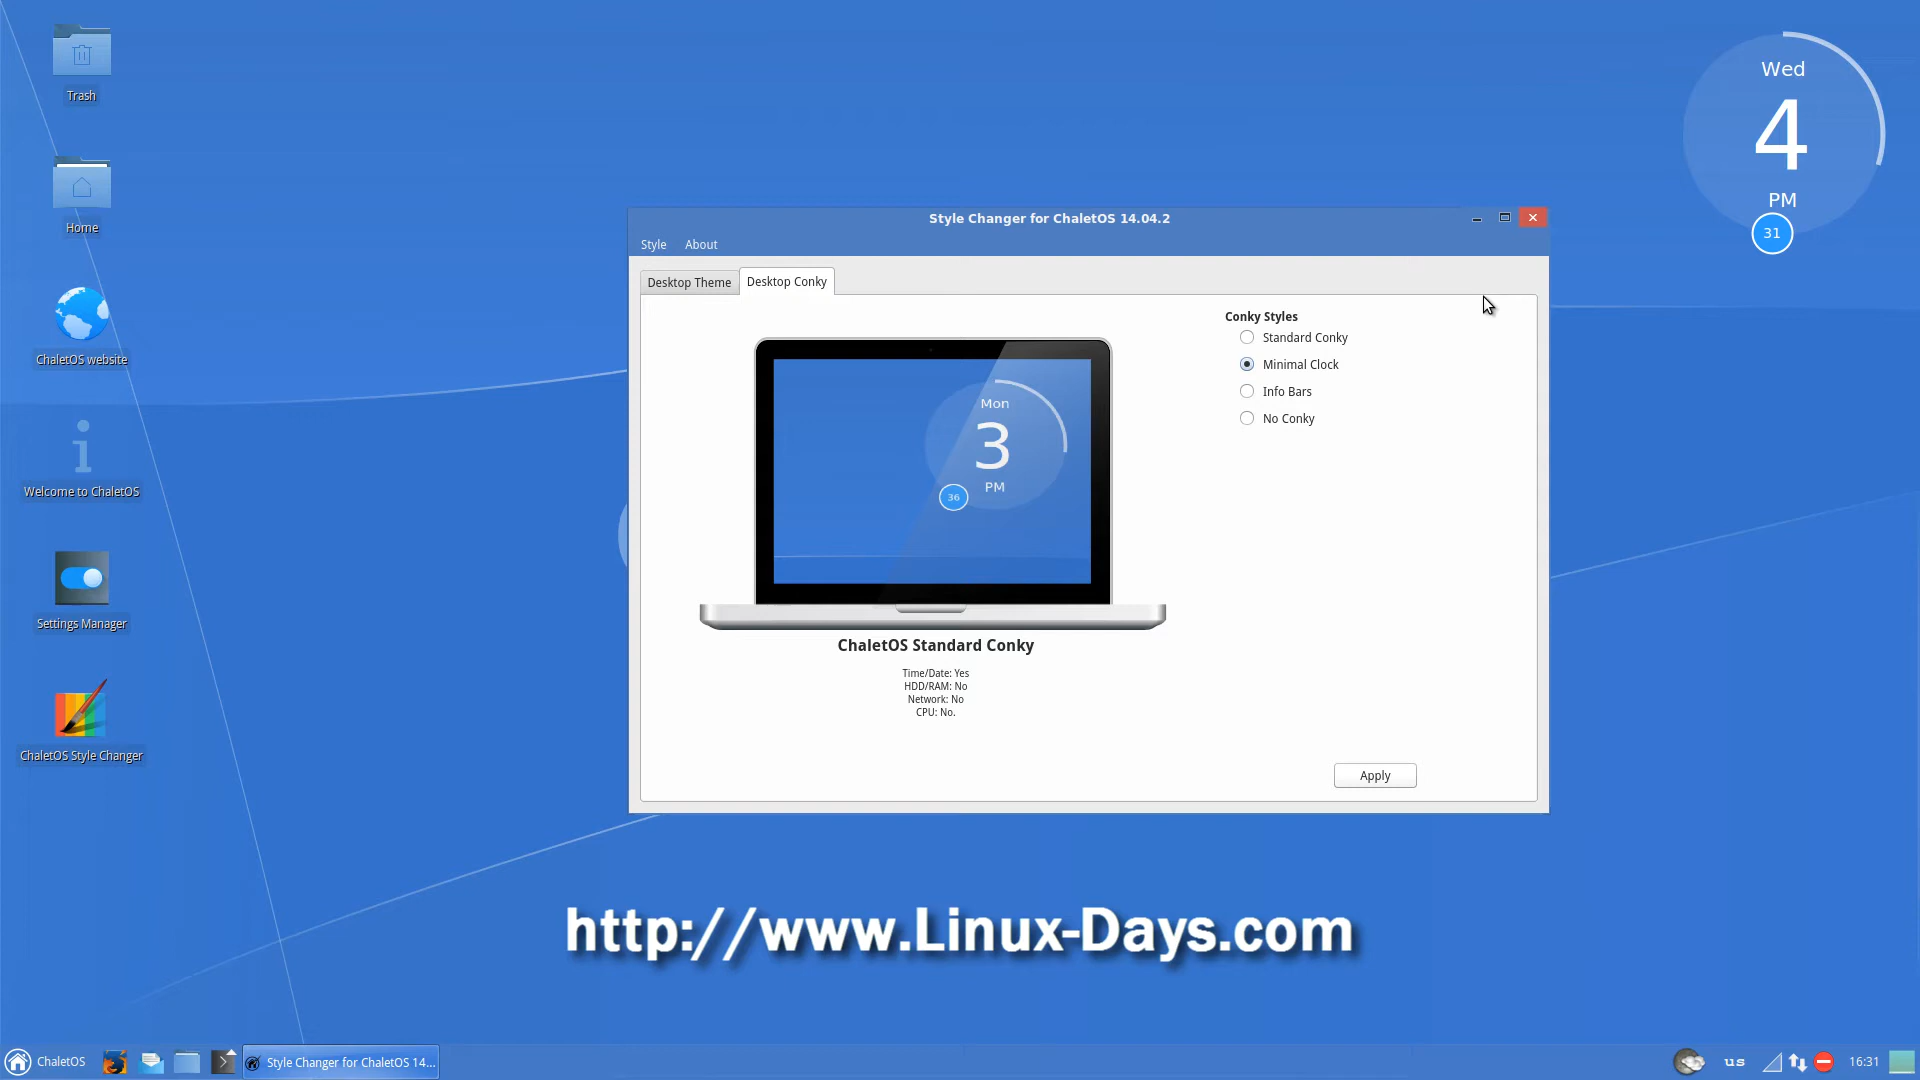 Trash
Home
ChaletOS website
Welcome to ChaletOS
Settings Manager
ChaletOS Style Changer
Wed
4
PM
31
Style Changer for ChaletOS 14.04.2
Style About
Desktop Theme Desktop Conky
Mon
3
PM
36
ChaletOS Standard Conky
Time/Date: Yes
HDD/RAM: No
Network: No
CPU: No.
Conky Styles
Standard Conky
Minimal Clock
Info Bars
No Conky
Apply
http://www.Linux-Days.com
ChaletOS
Style Changer for ChaletOS 14...
us
16:31